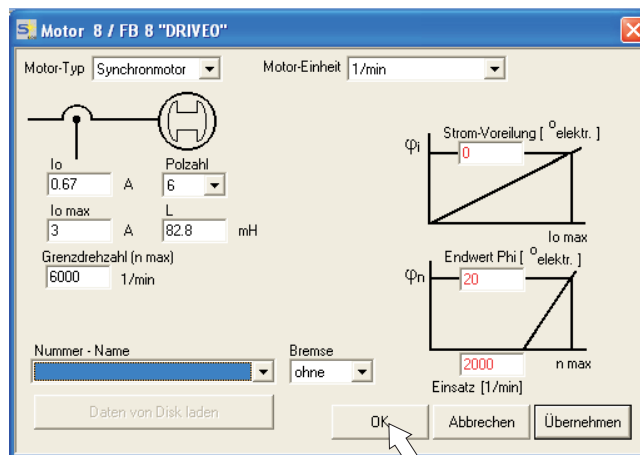 S Motor 8 / FB 8 "DRIVE0"
Motor-Typ Synchronmotor Motor-Einheit 1/min
Io Polzahl
0.67 A 6
Io max L
3 A 82.8 mH
Grenzdrehzahl (n max)
6000 1/min
Strom-Voreilung [ °elektr. ]
φi 0
Io max
Endwert Phi [ °elektr. ]
φn 20
2000 n max
Einsatz [1/min]
Nummer - Name Bremse
ohne
Daten von Disk laden
OK Abbrechen Übernehmen